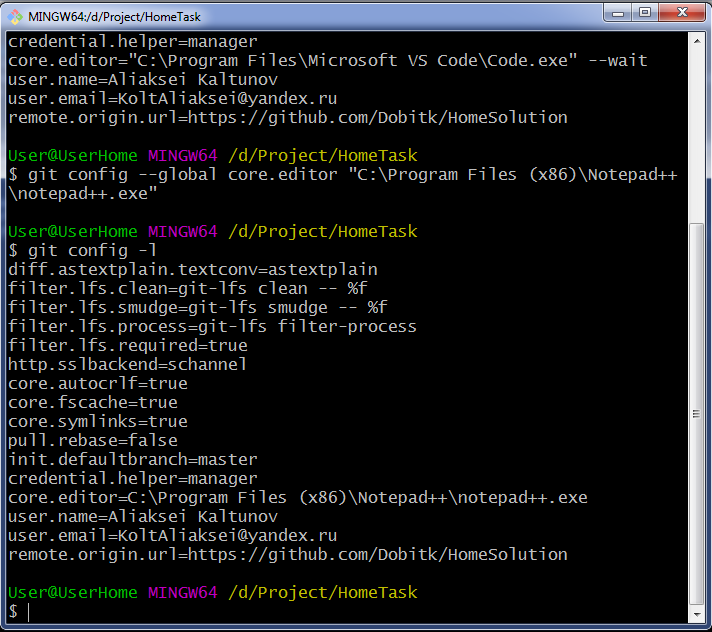 MINGW64:/d/Project/HomeTask
credential.helper=manager
core.editor="C:\Program Files\Microsoft VS Code\Code.exe" --wait
user.name=Aliaksei Kaltunov
user.email=KoltAliaksei@yandex.ru
remote.origin.url=https://github.com/Dobitk/HomeSolution
User@UserHome MINGW64 /d/Project/HomeTask
$ git config --global core.editor "C:\Program Files (x86)\Notepad++
\notepad++.exe"
User@UserHome MINGW64 /d/Project/HomeTask
$ git config -l
diff.astextplain.textconv=astextplain
filter.lfs.clean=git-lfs clean -- %f
filter.lfs.smudge=git-lfs smudge -- %f
filter.lfs.process=git-lfs filter-process
filter.lfs.required=true
http.sslbackend=schannel
core.autocrlf=true
core.fscache=true
core.symlinks=true
pull.rebase=false
init.defaultbranch=master
credential.helper=manager
core.editor=C:\Program Files (x86)\Notepad++\notepad++.exe
user.name=Aliaksei Kaltunov
user.email=KoltAliaksei@yandex.ru
remote.origin.url=https://github.com/Dobitk/HomeSolution
User@UserHome MINGW64 /d/Project/HomeTask
$